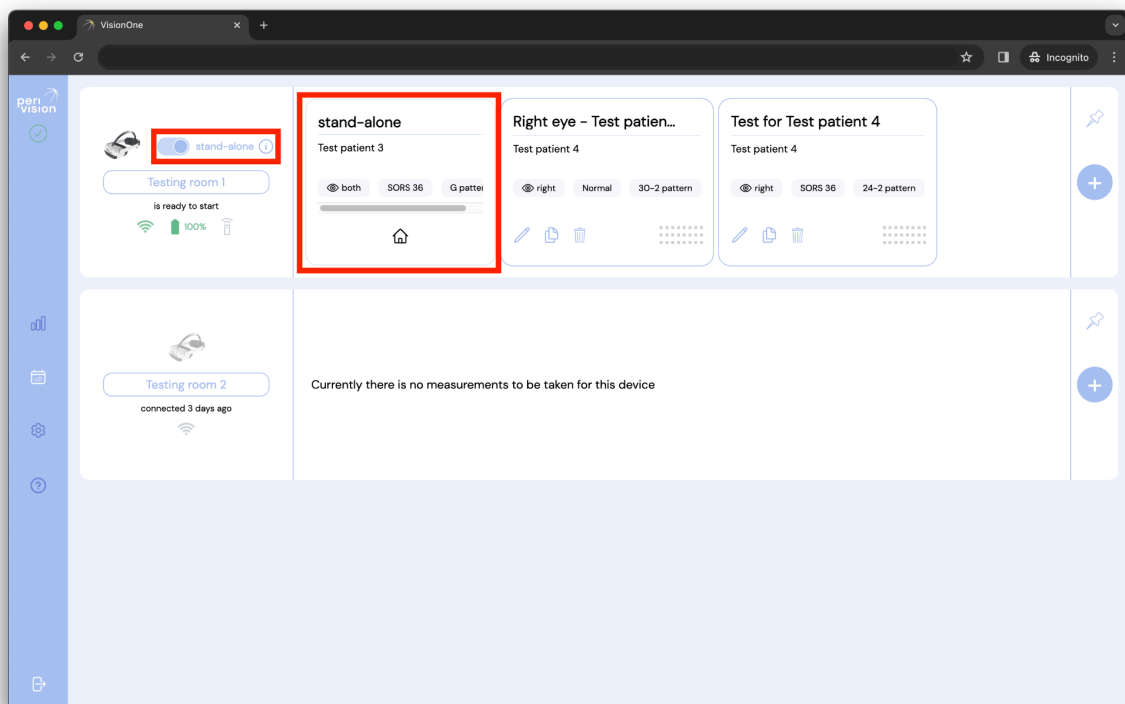 VisionOne
Incognito
peri
vision
stand-alone
Testing room 1
is ready to start
100%
stand-alone
Test patient 3
both
SORS 36
G patter
Right eye - Test patien...
Test patient 4
right
Normal
30-2 pattern
Test for Test patient 4
Test patient 4
right
SORS 36
24-2 pattern
Testing room 2
connected 3 days ago
Currently there is no measurements to be taken for this device